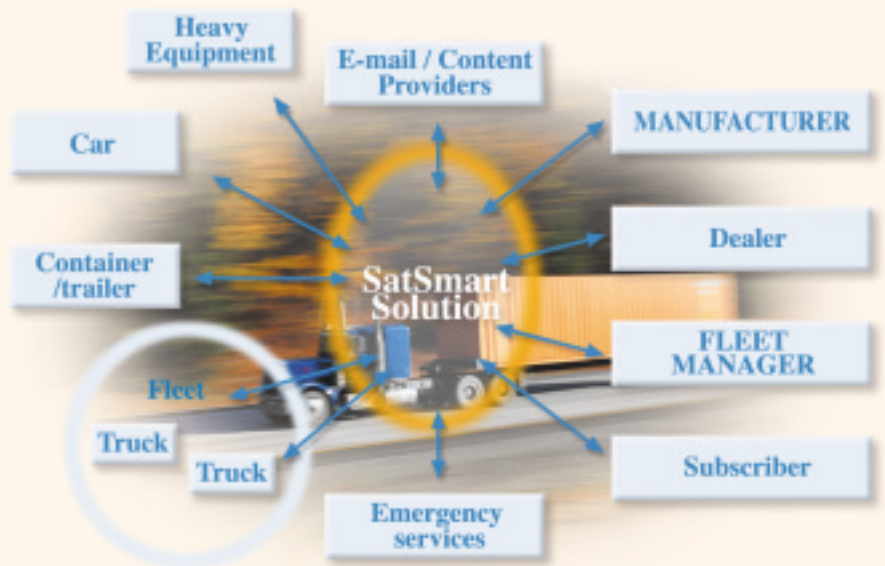 Heavy
Equipment
E-mail / Content
Providers
MANUFACTURER
Car
Dealer
Container
/trailer
SatSmart
Solution
FLEET
MANAGER
Fleet
Truck
Truck
Subscriber
Emergency
services